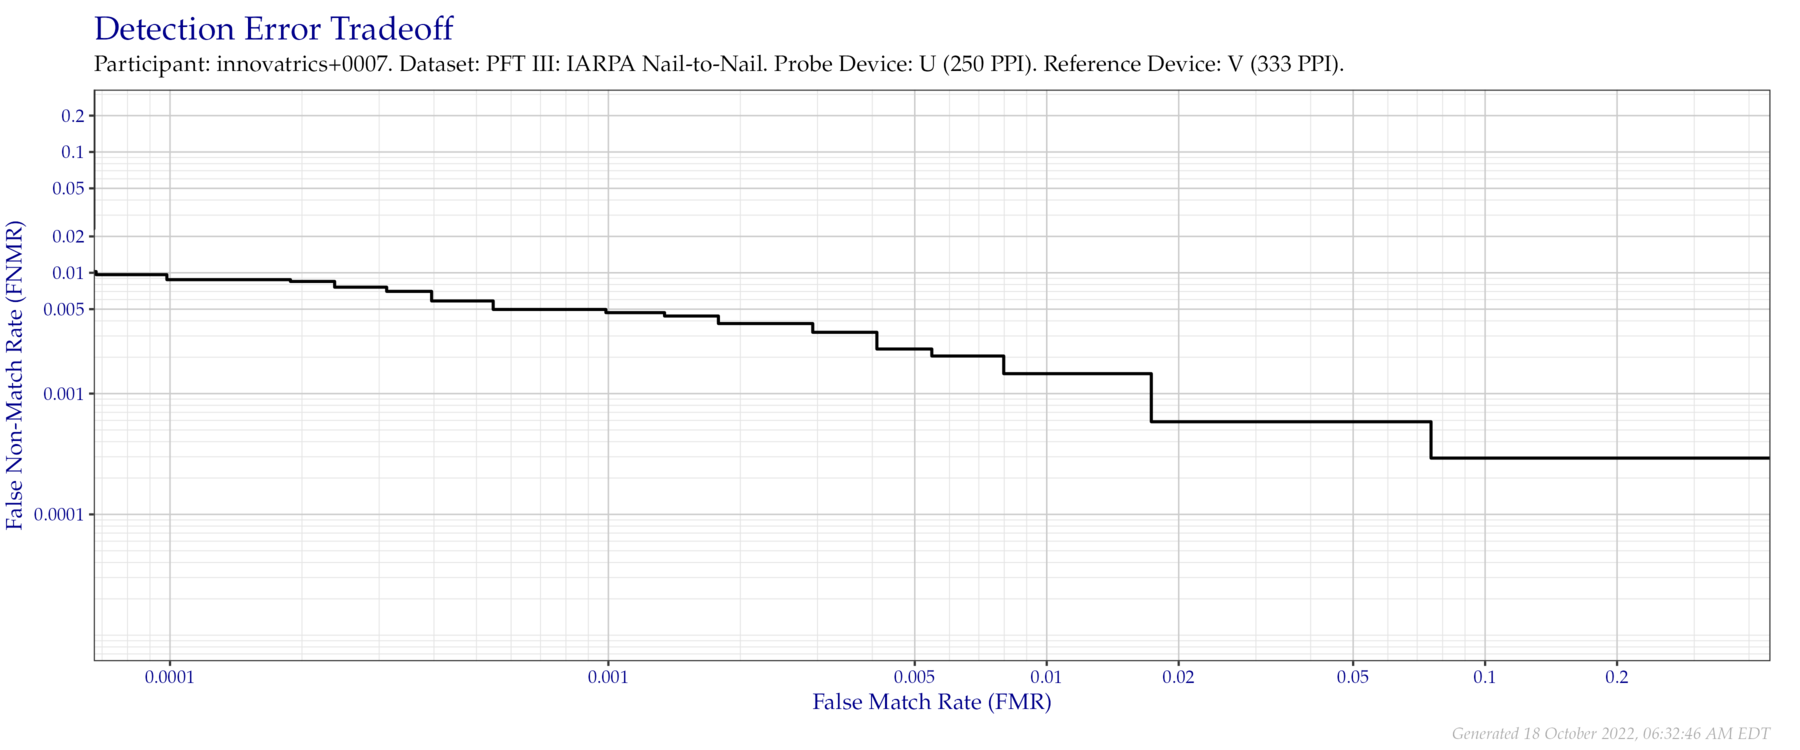 Detection Error Tradeoff
Participant: innovatrics+0007. Dataset: PFT III: IARPA Nail-to-Nail. Probe Device: U (250 PPI). Reference Device: V (333 PPI).
False Non-Match Rate (FNMR)
0.2
0.1
0.05
0.02
0.01
0.005
0.001
0.0001
0.0001 0.001 0.005 0.01 0.02 0.05 0.1 0.2
False Match Rate (FMR)
Generated 18 October 2022, 06:32:46 AM EDT